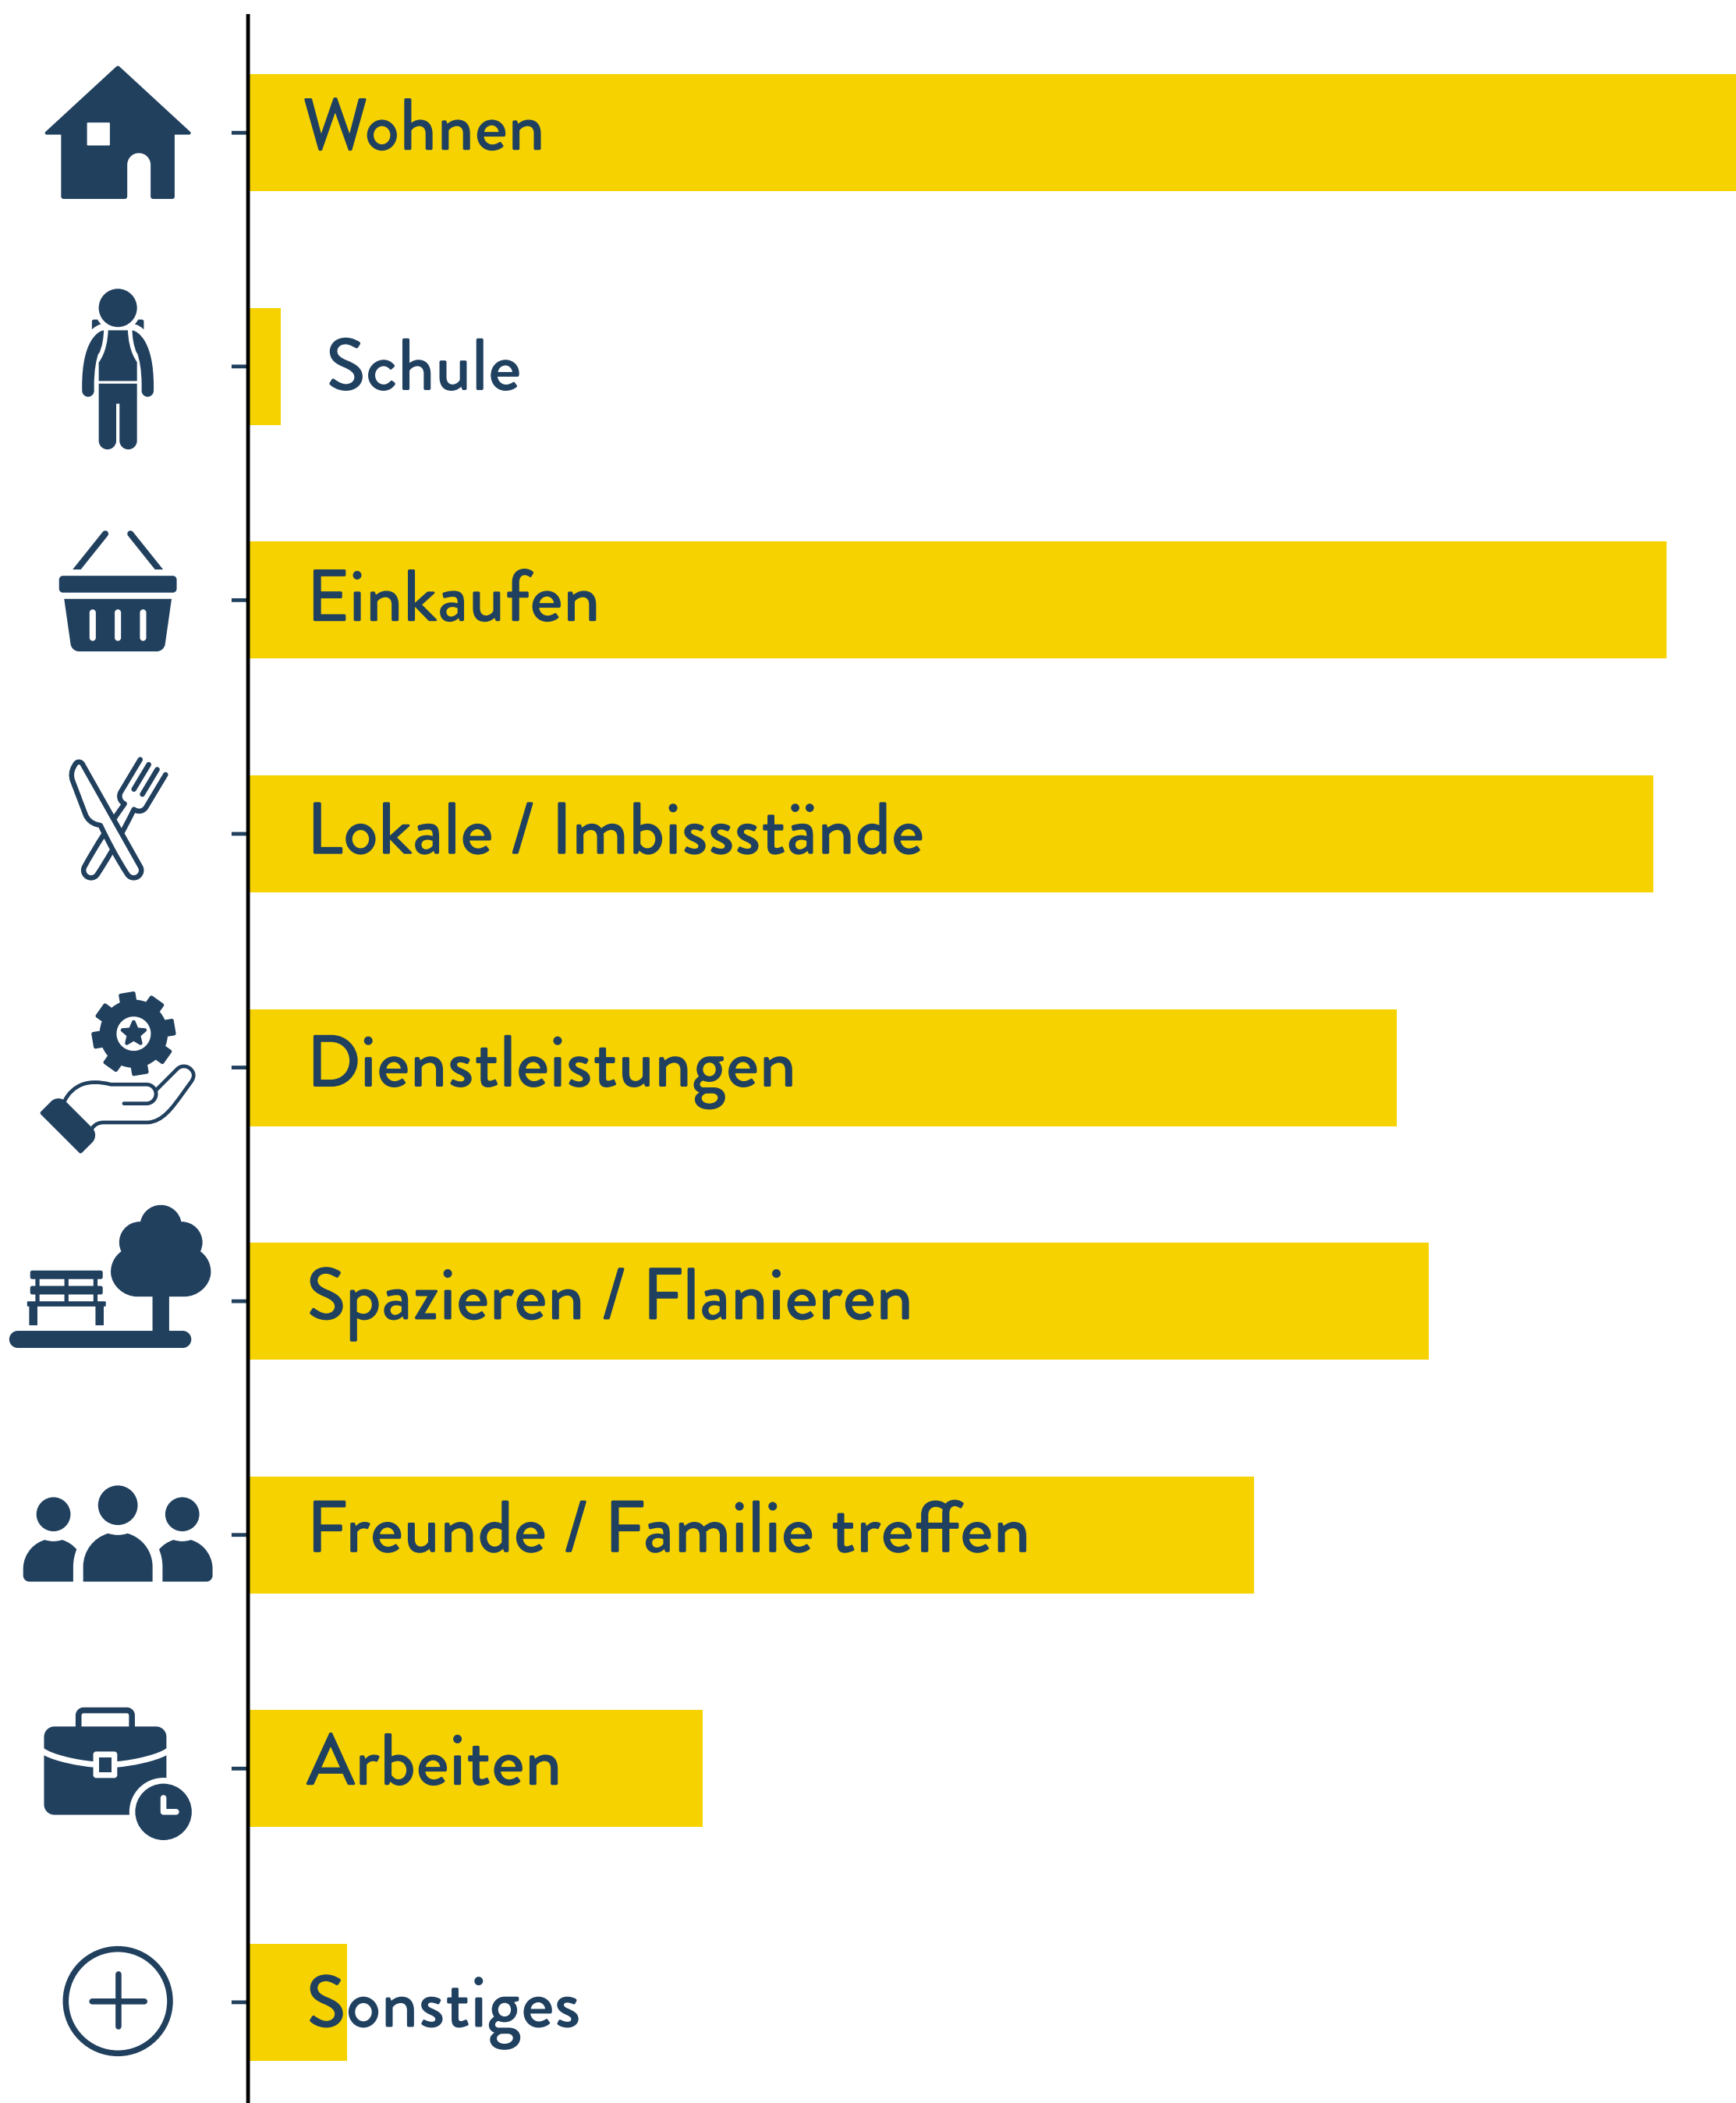 Wohnen
Schule
Einkaufen
Lokale / Imbissstände
Dienstleistungen
Spazieren / Flanieren
Freunde / Familie treffen
Arbeiten
Sonstiges